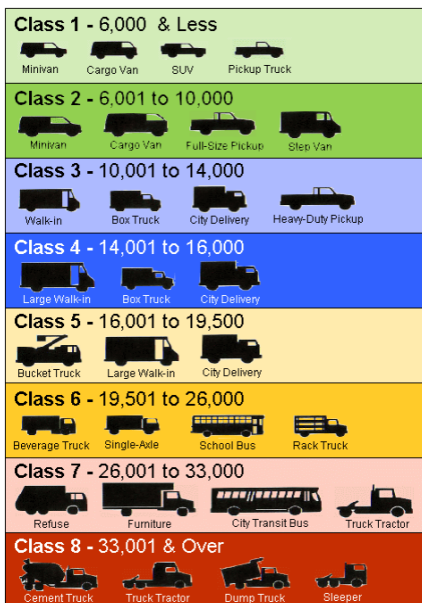 Class 1 - 6,000 & Less
Minivan Cargo Van SUV Pickup Truck
Class 2 - 6,001 to 10,000
Minivan Cargo Van Full-Size Pickup Step Van
Class 3 - 10,001 to 14,000
Walk-in Box Truck City Delivery Heavy-Duty Pickup
Class 4 - 14,001 to 16,000
Large Walk-in Box Truck City Delivery
Class 5 - 16,001 to 19,500
Bucket Truck Large Walk-in City Delivery
Class 6 - 19,501 to 26,000
Beverage Truck Single-Axle School Bus Rack Truck
Class 7 - 26,001 to 33,000
Refuse Furniture City Transit Bus Truck Tractor
Class 8 - 33,001 & Over
Cement Truck Truck Tractor Dump Truck Sleeper